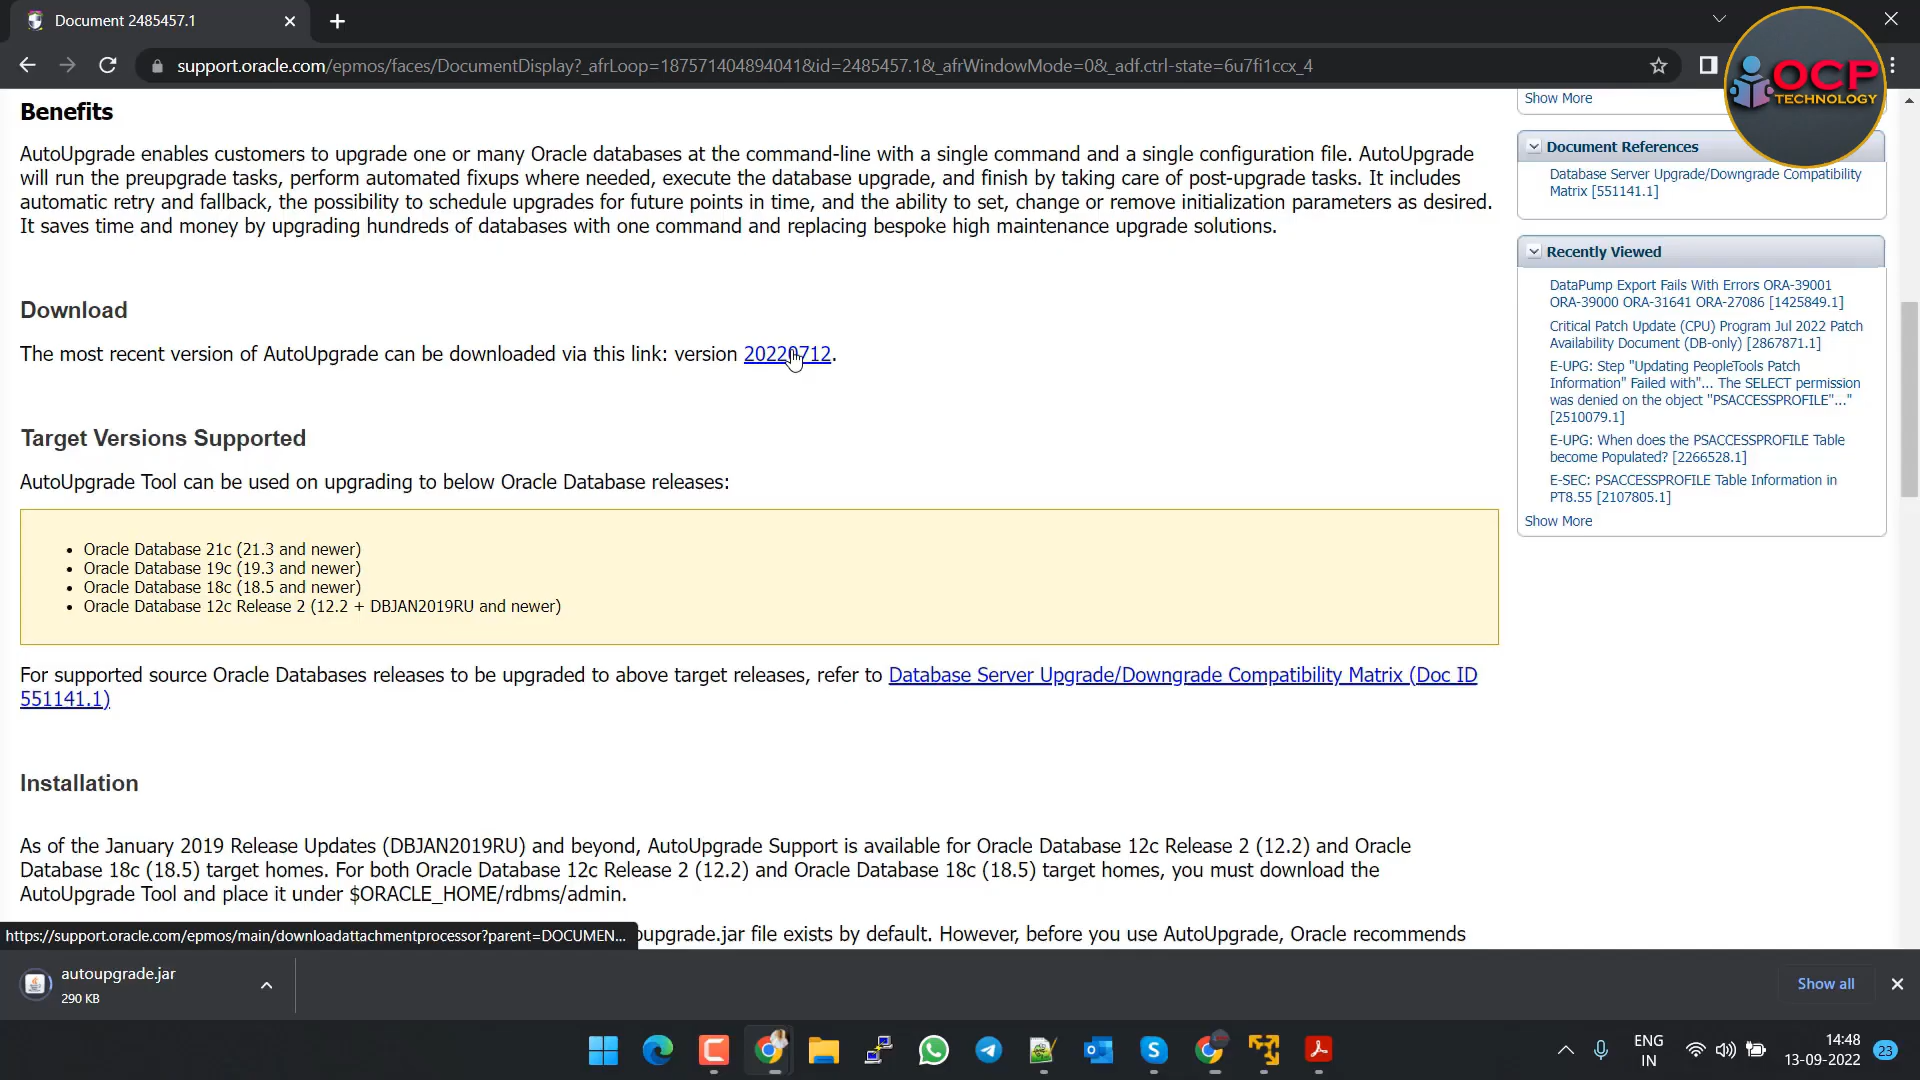 Document 2485457.1
support.oracle.com/epmos/faces/DocumentDisplay?_afrLoop=187571404894041&id=2485457.1&_afrWindowMode=0&_adf.ctrl-state=6u7fi1ccx_4
OCP
TECHNOLOGY
Benefits
AutoUpgrade enables customers to upgrade one or many Oracle databases at the command-line with a single command and a single configuration file. AutoUpgrade
will run the preupgrade tasks, perform automated fixups where needed, execute the database upgrade, and finish by taking care of post-upgrade tasks. It includes
automatic retry and fallback, the possibility to schedule upgrades for future points in time, and the ability to set, change or remove initialization parameters as desired.
It saves time and money by upgrading hundreds of databases with one command and replacing bespoke high maintenance upgrade solutions.
Download
The most recent version of AutoUpgrade can be downloaded via this link: version 20220712.
Target Versions Supported
AutoUpgrade Tool can be used on upgrading to below Oracle Database releases:
• Oracle Database 21c (21.3 and newer)
• Oracle Database 19c (19.3 and newer)
• Oracle Database 18c (18.5 and newer)
• Oracle Database 12c Release 2 (12.2 + DBJAN2019RU and newer)
For supported source Oracle Databases releases to be upgraded to above target releases, refer to Database Server Upgrade/Downgrade Compatibility Matrix (Doc ID
551141.1)
Installation
As of the January 2019 Release Updates (DBJAN2019RU) and beyond, AutoUpgrade Support is available for Oracle Database 12c Release 2 (12.2) and Oracle
Database 18c (18.5) target homes. For both Oracle Database 12c Release 2 (12.2) and Oracle Database 18c (18.5) target homes, you must download the
AutoUpgrade Tool and place it under $ORACLE_HOME/rdbms/admin.
oupgrade.jar file exists by default. However, before you use AutoUpgrade, Oracle recommends
Show More
Document References
Database Server Upgrade/Downgrade Compatibility
Matrix [551141.1]
Recently Viewed
DataPump Export Fails With Errors ORA-39001
ORA-39000 ORA-31641 ORA-27086 [1425849.1]
Critical Patch Update (CPU) Program Jul 2022 Patch
Availability Document (DB-only) [2867871.1]
E-UPG: Step "Updating PeopleTools Patch
Information" Failed with"... The SELECT permission
was denied on the object "PSACCESSPROFILE"..."
[2510079.1]
E-UPG: When does the PSACCESSPROFILE Table
become Populated? [2266528.1]
E-SEC: PSACCESSPROFILE Table Information in
PT8.55 [2107805.1]
Show More
https://support.oracle.com/epmos/main/downloadattachmentprocessor?parent=DOCUMEN...
autoupgrade.jar
290 KB
Show all
ENG
IN
14:48
13-09-2022
23